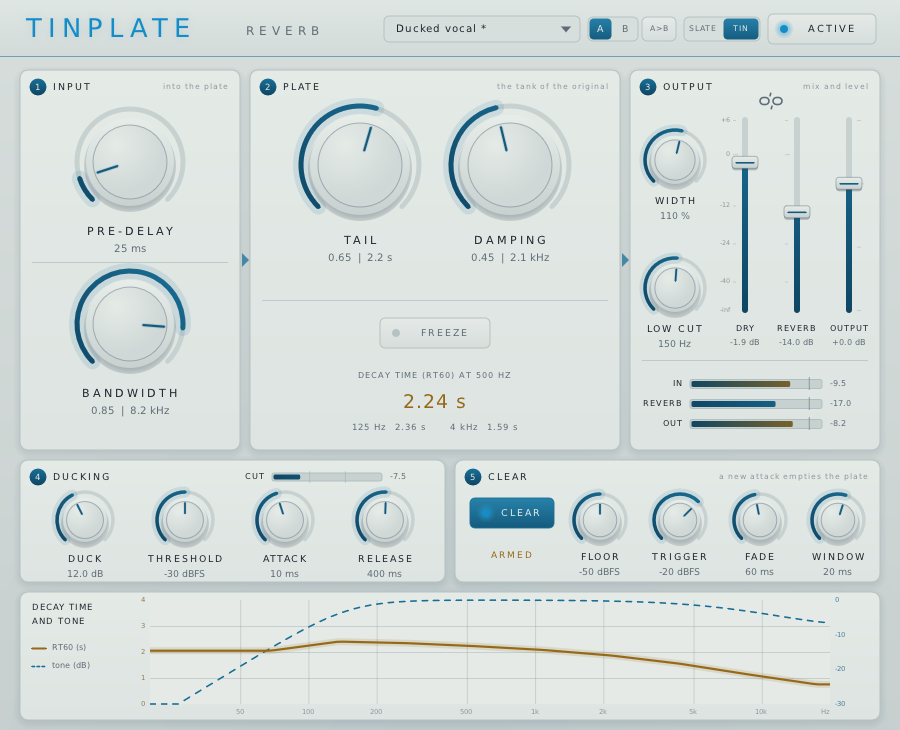 TINPLATE REVERB Ducked vocal * A B A>B SLATE TIN ACTIVE
1 INPUT into the plate
PRE-DELAY
25 ms
BANDWIDTH
0.85 | 8.2 kHz
2 PLATE the tank of the original
TAIL DAMPING
0.65 | 2.2 s 0.45 | 2.1 kHz
FREEZE
DECAY TIME (RT60) AT 500 HZ
2.24 s
125 Hz 2.36 s 4 kHz 1.59 s
3 OUTPUT mix and level
WIDTH
110 %
LOW CUT
150 Hz
+6
0
-12
-24
-40
-inf
DRY REVERB OUTPUT
-1.9 dB -14.0 dB +0.0 dB
IN -9.5
REVERB -17.0
OUT -8.2
4 DUCKING CUT -7.5
DUCK THRESHOLD ATTACK RELEASE
12.0 dB -30 dBFS 10 ms 400 ms
5 CLEAR a new attack empties the plate
CLEAR
ARMED
FLOOR TRIGGER FADE WINDOW
-50 dBFS -20 dBFS 60 ms 20 ms
DECAY TIME
AND TONE
RT60 (s)
tone (dB)
4
3
2
1
0
0
-10
-20
-30
50 100 200 500 1k 2k 5k 10k Hz